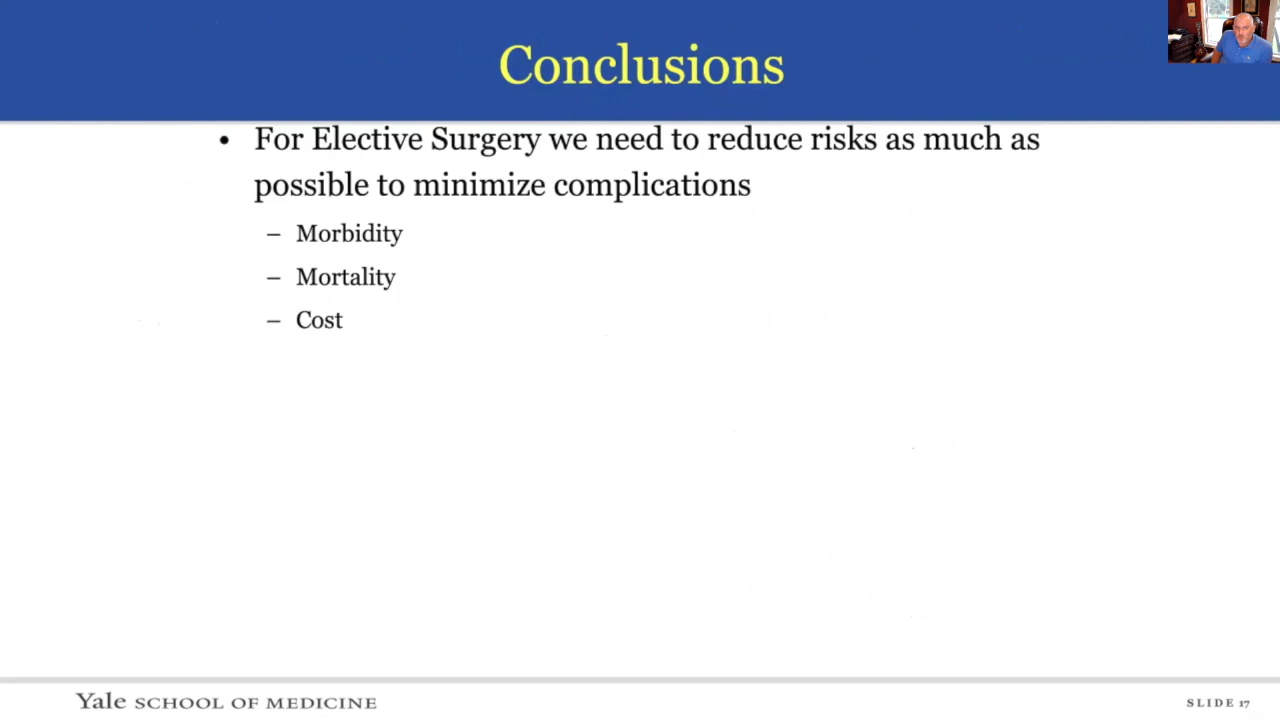 Conclusions
• For Elective Surgery we need to reduce risks as much as
possible to minimize complications
– Morbidity
– Mortality
– Cost
Yale SCHOOL OF MEDICINE
SLIDE 17